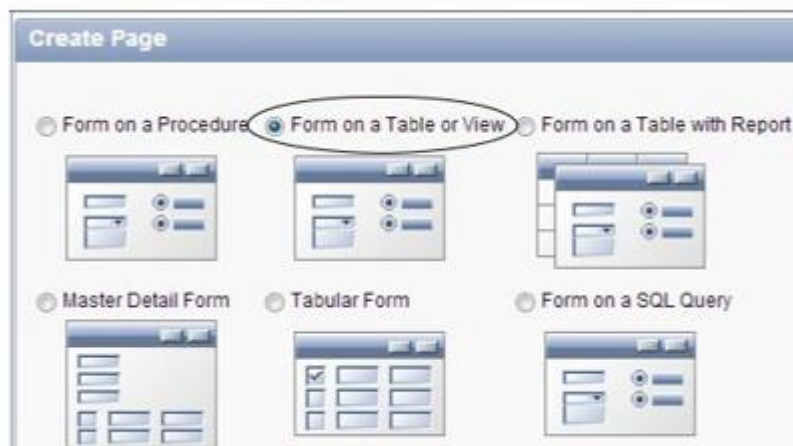 Create Page
Form on a Procedure Form on a Table or View Form on a Table with Report
Master Detail Form Tabular Form Form on a SQL Query